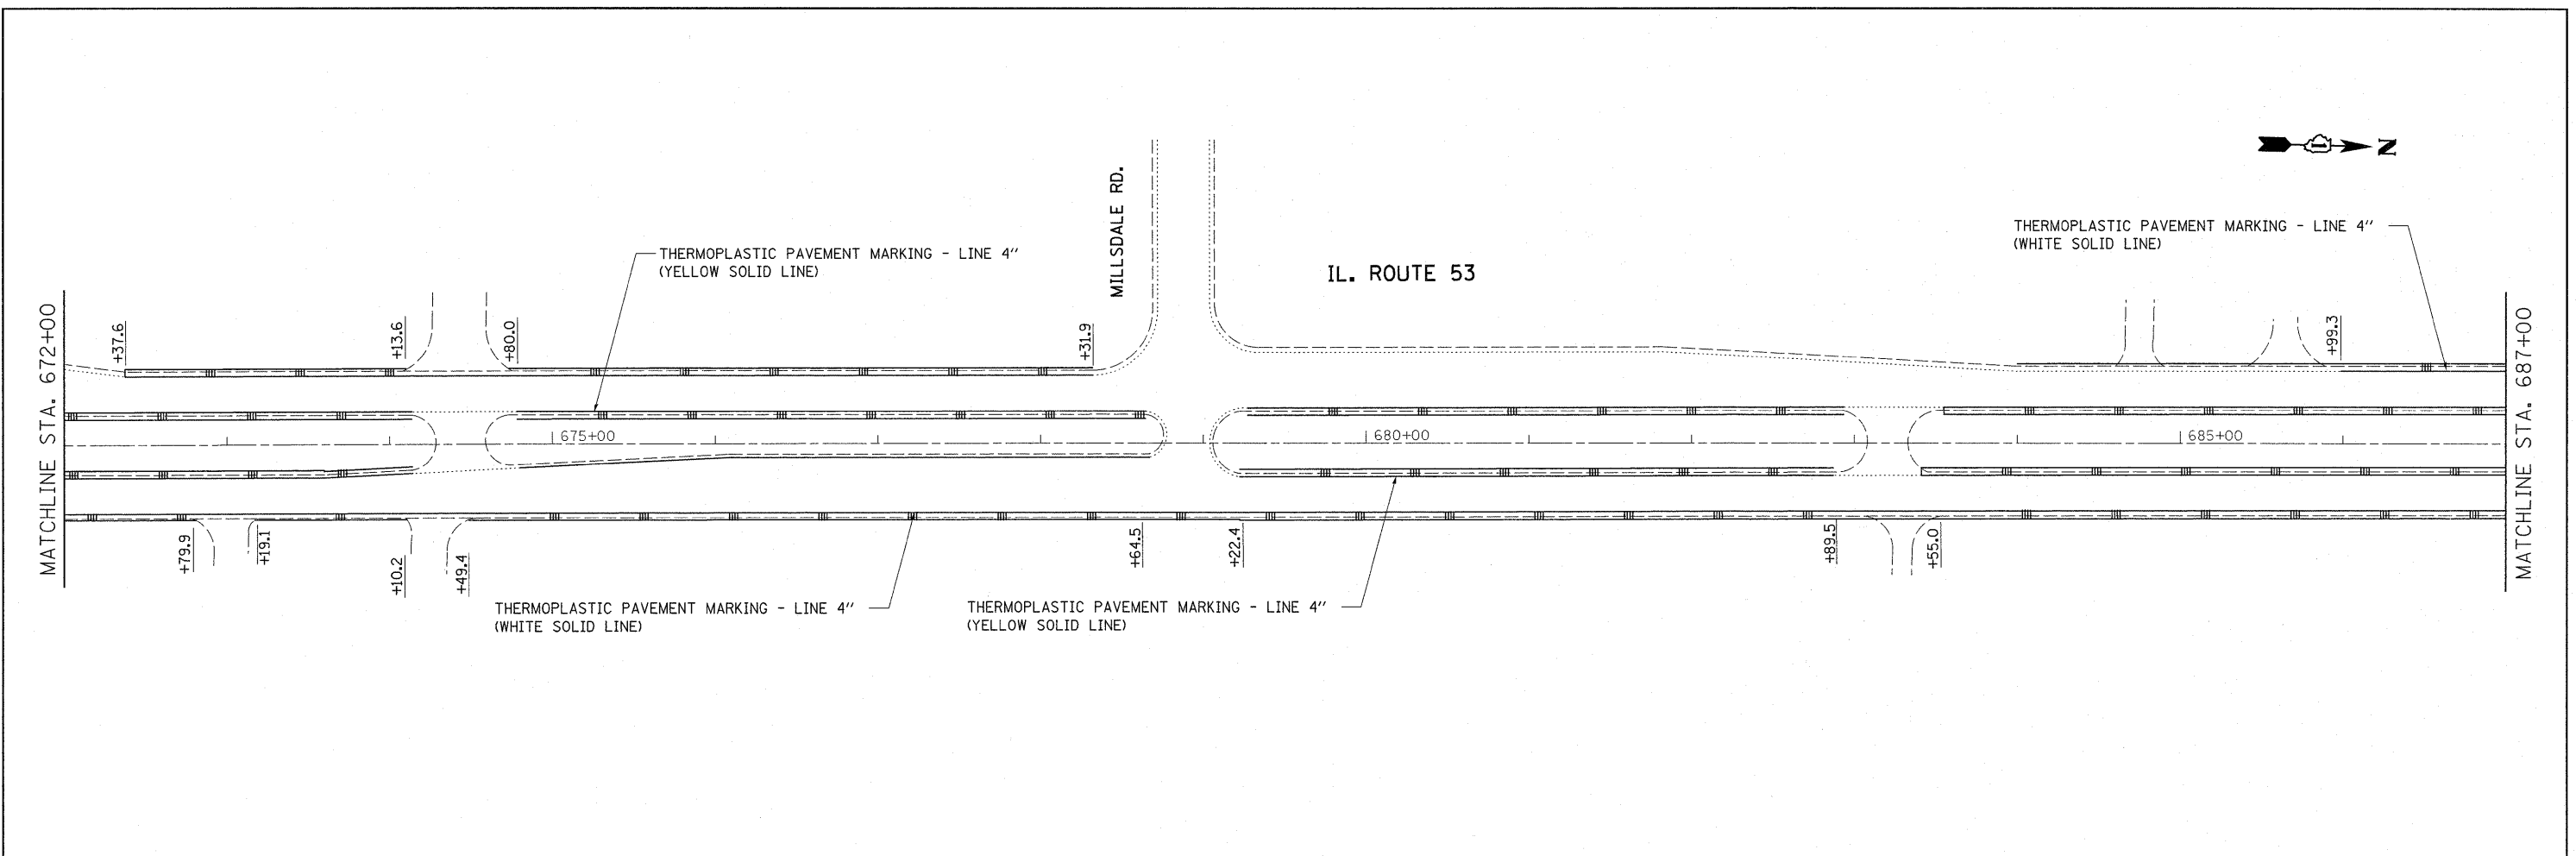 N
MILLSDALE RD.
THERMOPLASTIC PAVEMENT MARKING - LINE 4"
(WHITE SOLID LINE)
THERMOPLASTIC PAVEMENT MARKING - LINE 4"
(YELLOW SOLID LINE)
IL. ROUTE 53
MATCHLINE STA. 672+00
+37.6
+13.6
+80.0
+31.9
+99.3
MATCHLINE STA. 687+00
675+00
680+00
685+00
+79.9
+19.1
+10.2
+49.4
+64.5
+22.4
+89.5
+55.0
THERMOPLASTIC PAVEMENT MARKING - LINE 4"
(WHITE SOLID LINE)
THERMOPLASTIC PAVEMENT MARKING - LINE 4"
(YELLOW SOLID LINE)